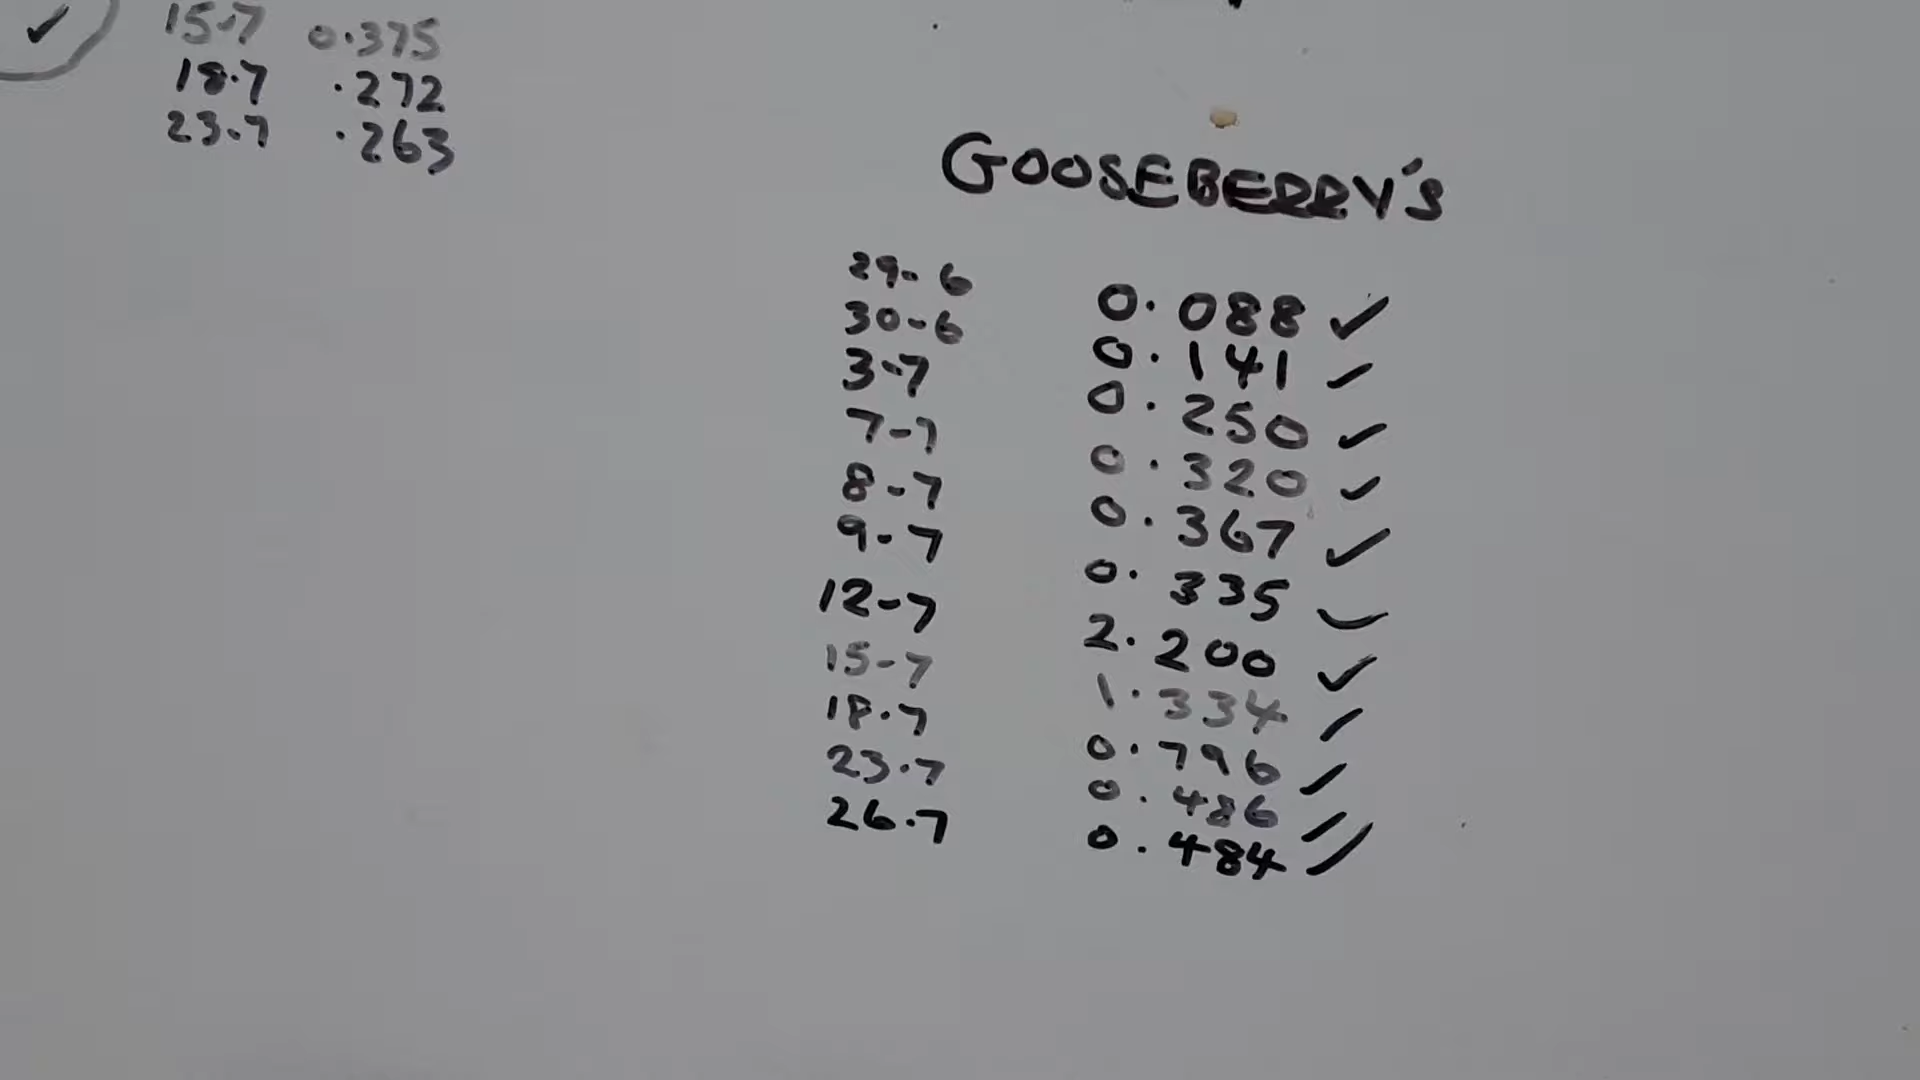 15.7 0.375
18.7 .272
23.7 .263
GOOSEBERRY'S
29-6 0.088 ✓
30-6 0.141 ✓
3-7 0.250 ✓
7-7 0.320 ✓
8-7 0.367 ✓
9-7 0.335 ✓
12-7 2.200 ✓
15-7 1.334 ✓
18.7 0.796 ✓
23.7 0.486 ✓
26.7 0.484 ✓